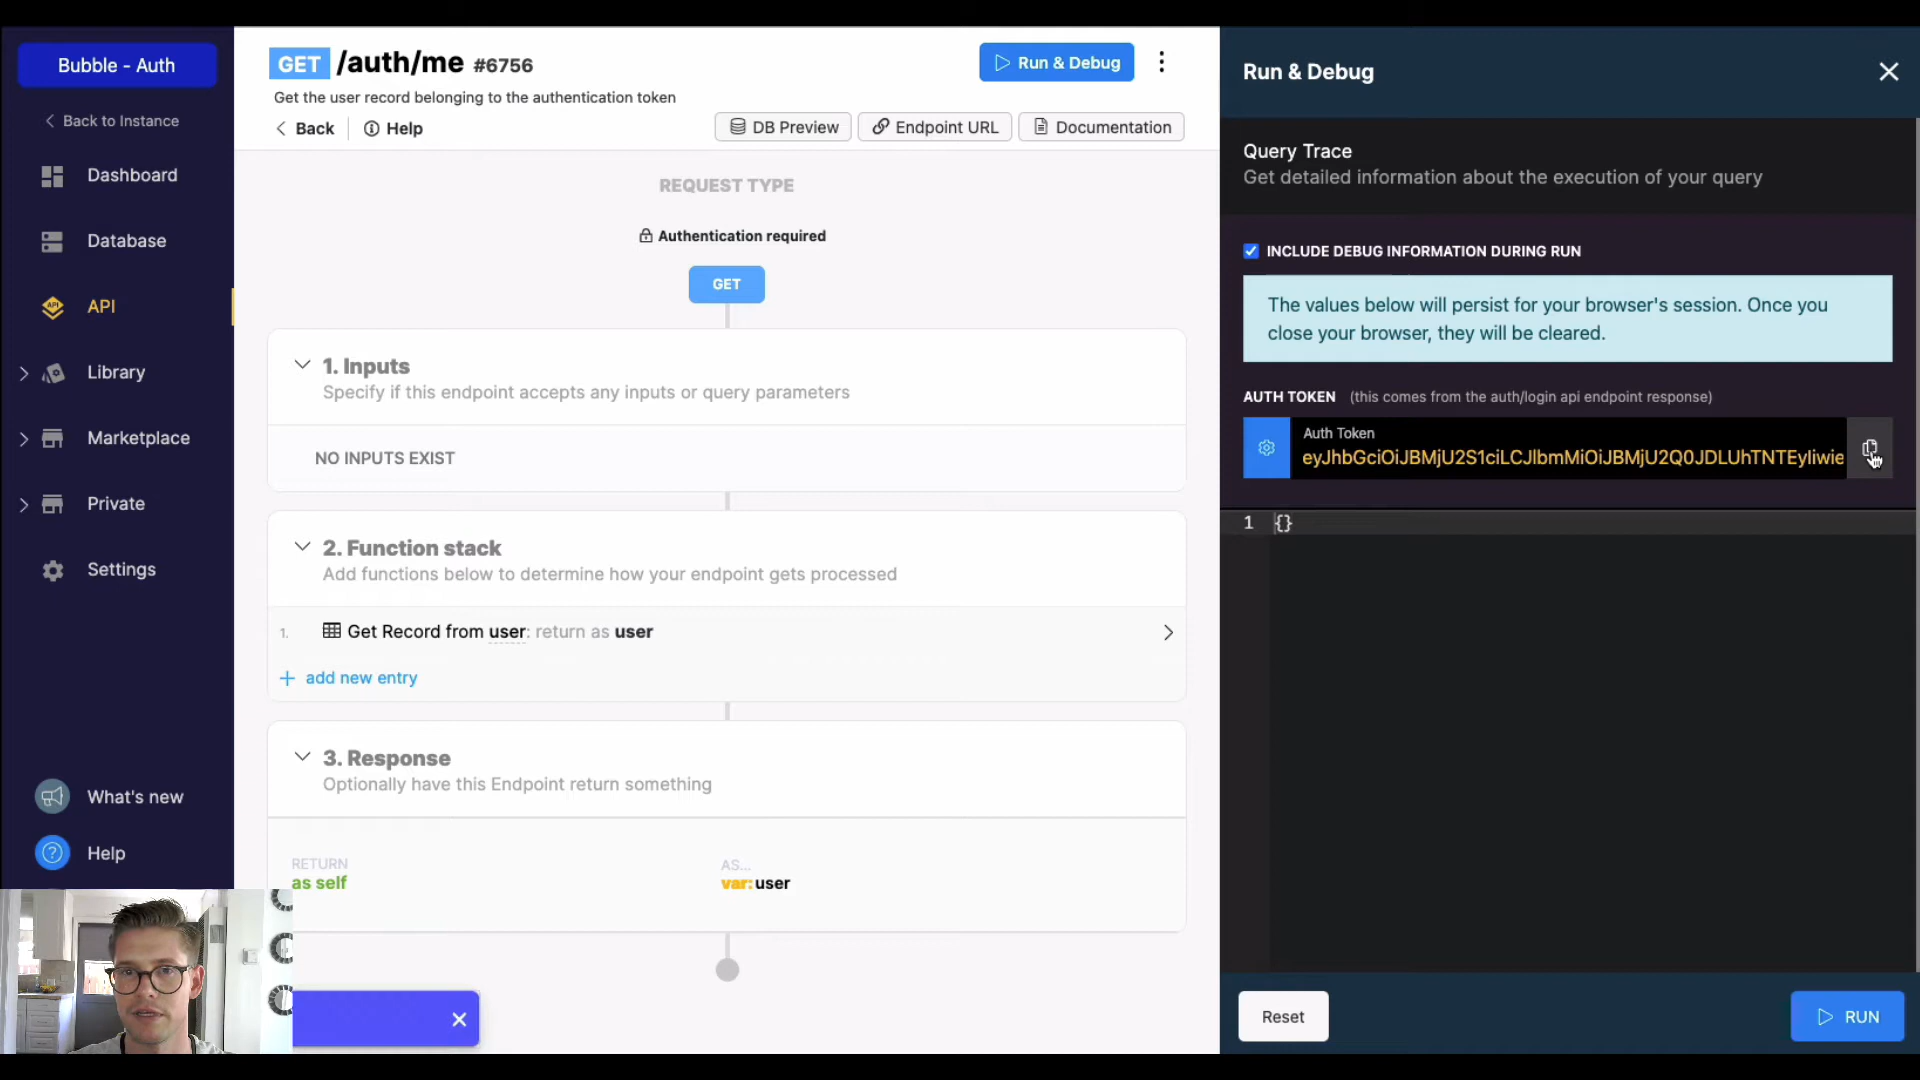 Bubble - Auth
Back to Instance
Dashboard
Database
API
API
Library
Marketplace
Private
Settings
What's new
Help
GET /auth/me #6756
Get the user record belonging to the authentication token
Back
Help
Run & Debug
DB Preview
Endpoint URL
Documentation
REQUEST TYPE
Authentication required
GET
1. Inputs
Specify if this endpoint accepts any inputs or query parameters
NO INPUTS EXIST
2. Function stack
Add functions below to determine how your endpoint gets processed
1. Get Record from user: return as user
add new entry
3. Response
Optionally have this Endpoint return something
RETURN
as self
AS...
var: user
Run & Debug
Query Trace
Get detailed information about the execution of your query
INCLUDE DEBUG INFORMATION DURING RUN
The values below will persist for your browser's session. Once you
close your browser, they will be cleared.
AUTH TOKEN (this comes from the auth/login api endpoint response)
Auth Token
eyJhbGciOiJBMjU2S1ciLCJlbmMiOiJBMjU2Q0JDLUhTNTEyIiwie
1 {}
Reset
RUN